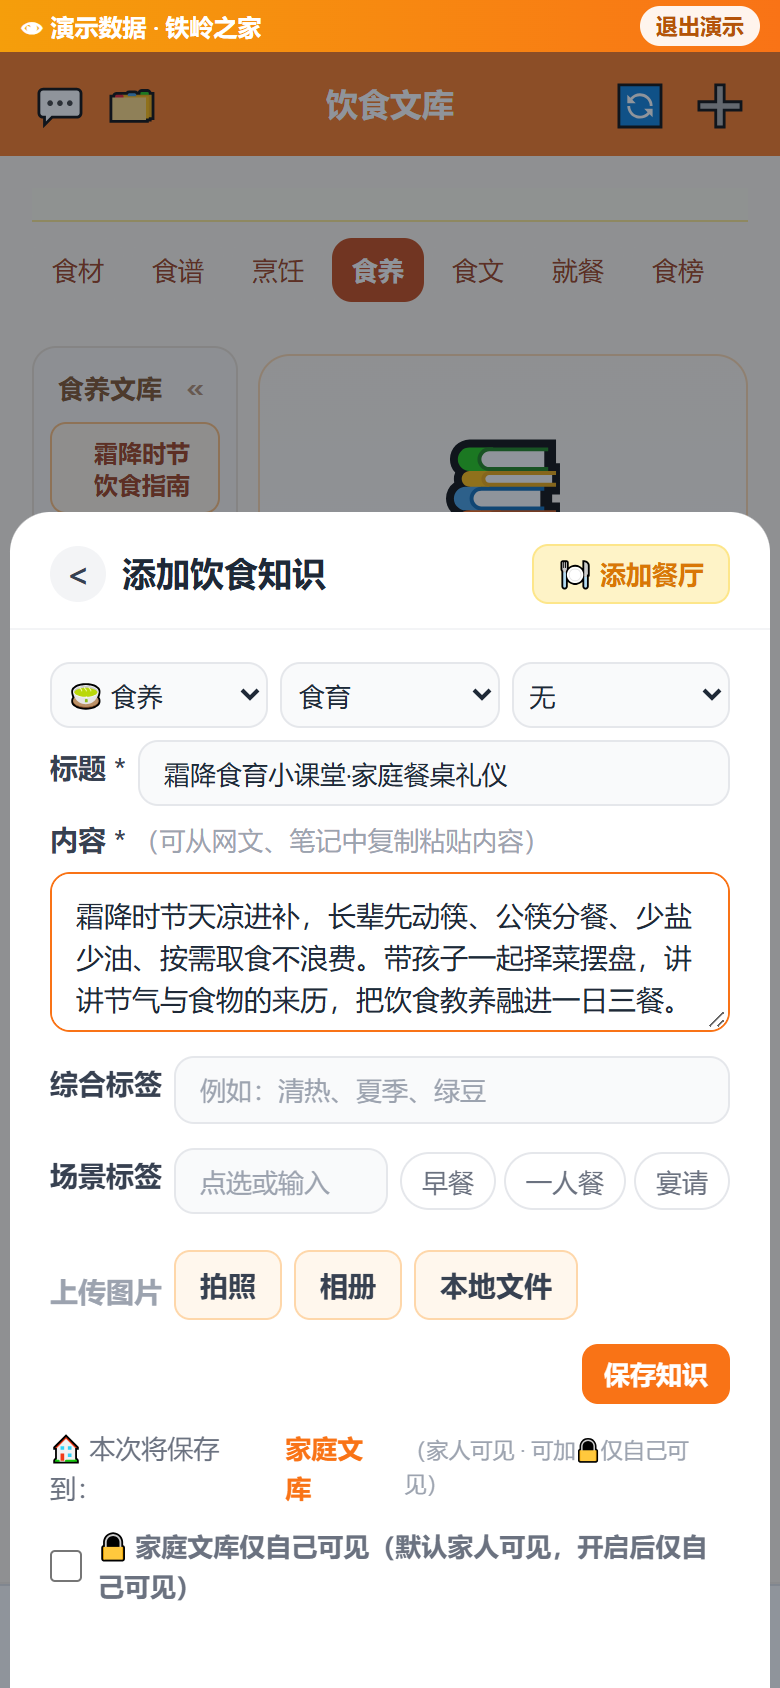 演示数据 · 铁岭之家
退出演示
饮食文库
食材 食谱 烹饪 食养 食文 就餐 食榜
食养文库 «
霜降时节
饮食指南
< 添加饮食知识
添加餐厅
食养 食育 无
标题 * 霜降食育小课堂·家庭餐桌礼仪
内容 * （可从网文、笔记中复制粘贴内容）
霜降时节天凉进补，长辈先动筷、公筷分餐、少盐
少油、按需取食不浪费。带孩子一起择菜摆盘，讲
讲节气与食物的来历，把饮食教养融进一日三餐。
综合标签 例如：清热、夏季、绿豆
场景标签 点选或输入 早餐 一人餐 宴请
上传图片 拍照 相册 本地文件
保存知识
本次将保存
到：
家庭文
库
（家人可见 · 可加🔒仅自己可
见）
家庭文库仅自己可见（默认家人可见，开启后仅自
己可见）